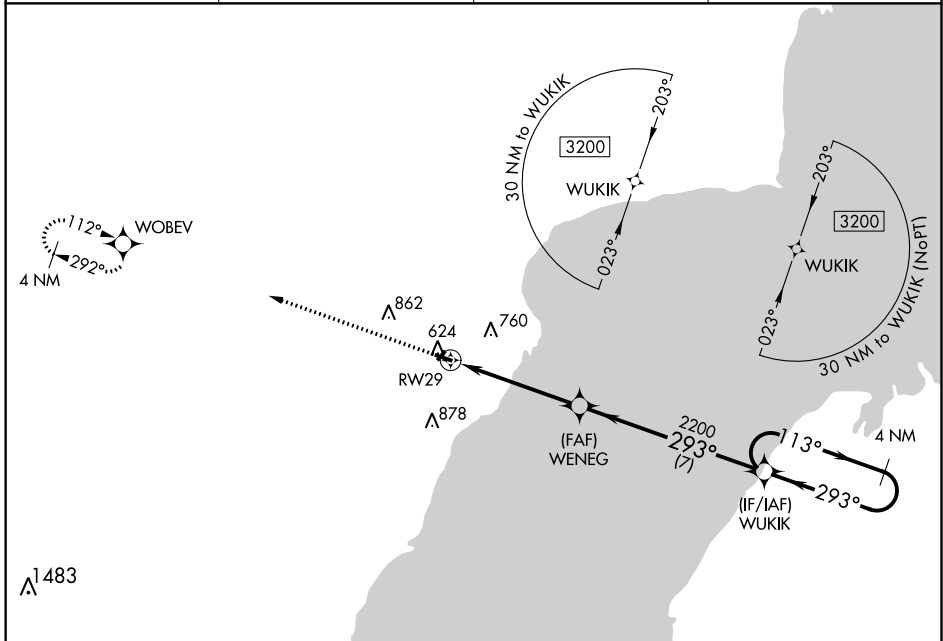 30 NM to WUKIK
203°
3200
WUKIK
023°
203°
3200
WUKIK
023°
30 NM to WUKIK (NoPT)
112°
WOBEV
292°
4 NM
862
760
624
RW29
878
(FAF)
WENEG
2200
293°
(7)
113°
4 NM
293°
(IF/IAF)
WUKIK
1483